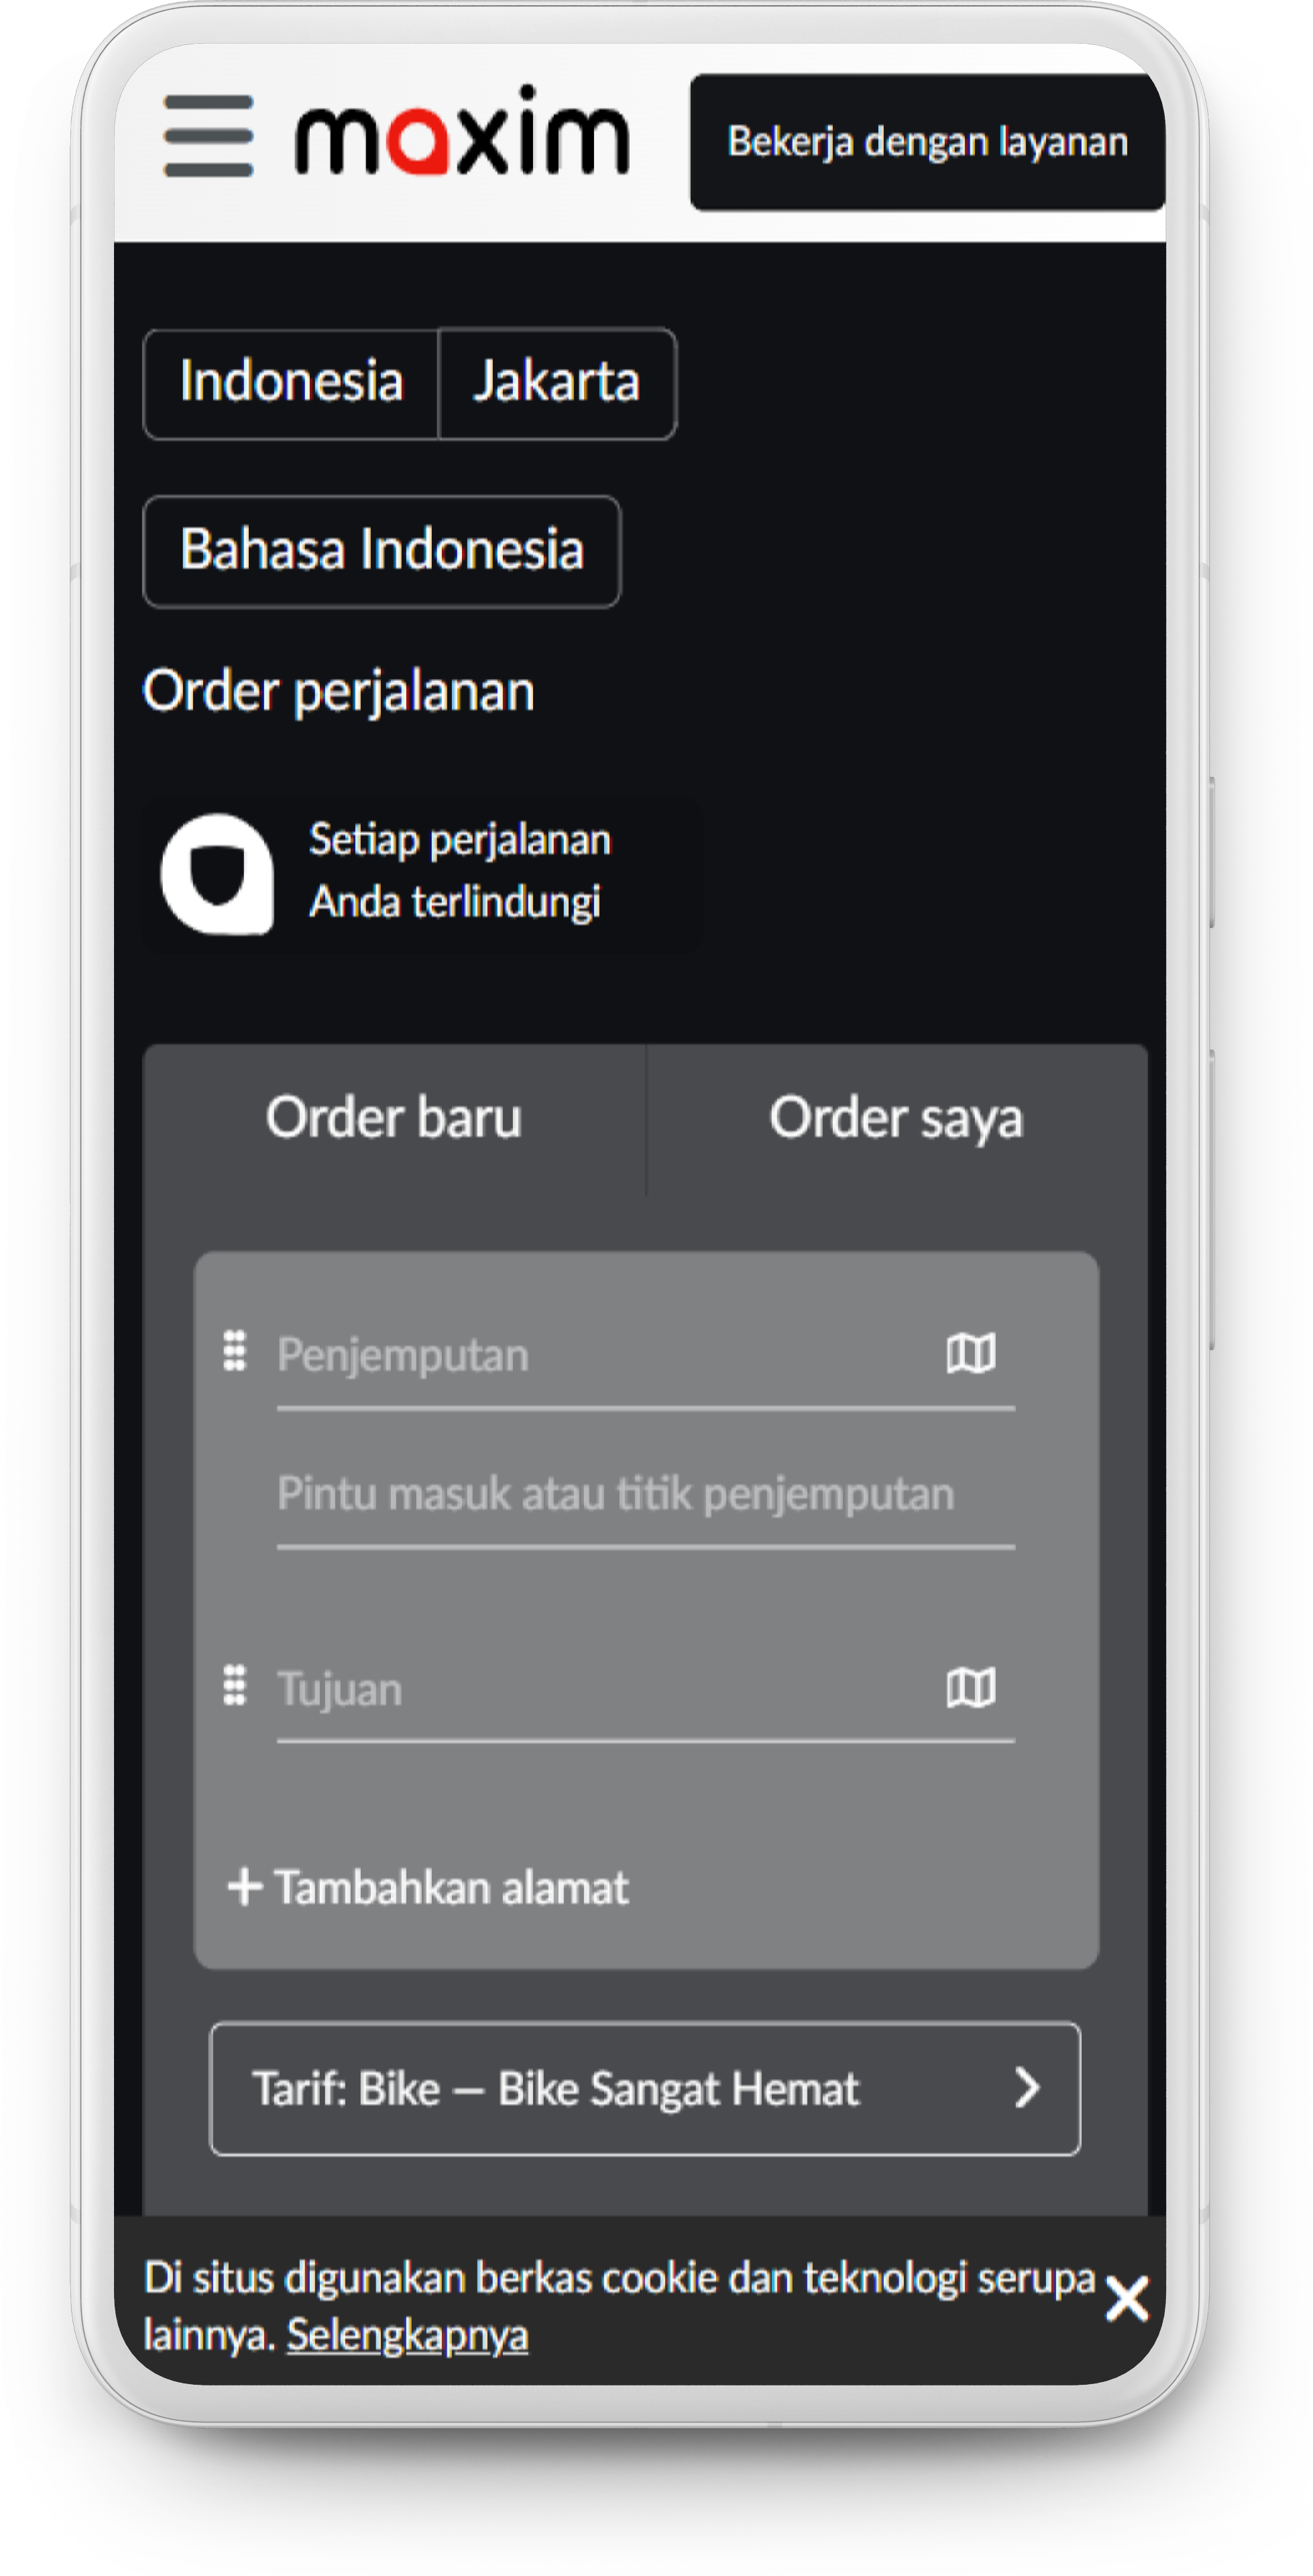 maxim
Bekerja dengan layanan
Indonesia
Jakarta
Bahasa Indonesia
Order perjalanan
Setiap perjalanan
Anda terlindungi
Order baru
Order saya
Penjemputan
Pintu masuk atau titik penjemputan
Tujuan
+ Tambahkan alamat
Tarif: Bike — Bike Sangat Hemat
Di situs digunakan berkas cookie dan teknologi serupa
lainnya. Selengkapnya